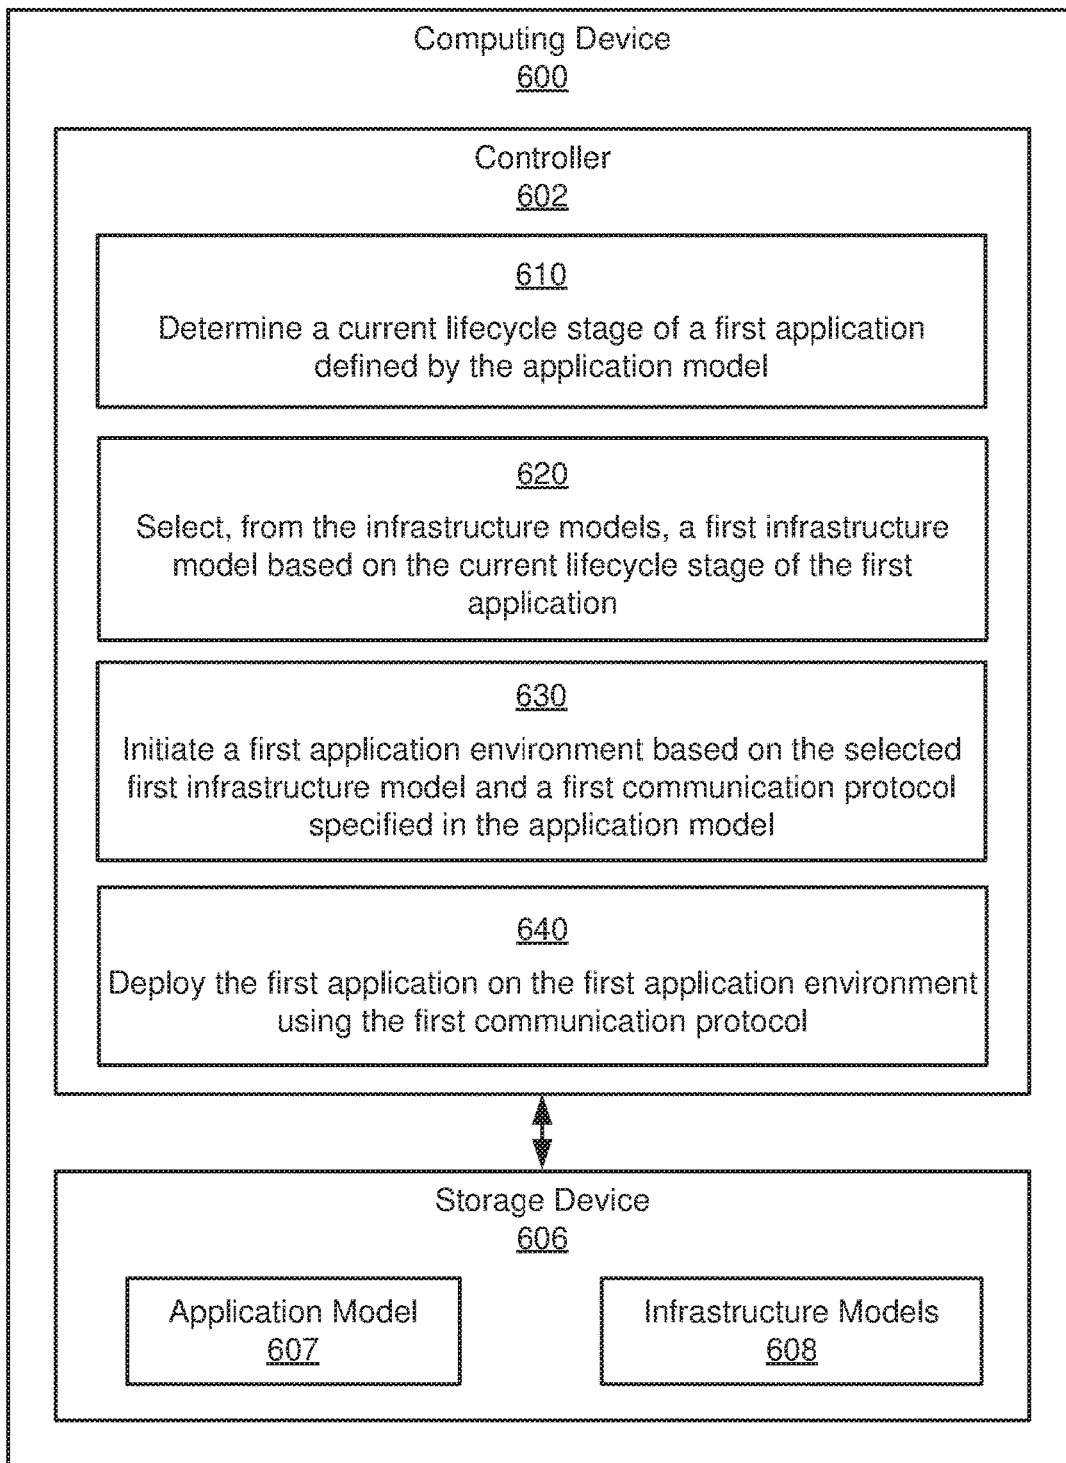 Computing Device
600
Controller
602
610
Determine a current lifecycle stage of a first application
defined by the application model
620
Select, from the infrastructure models, a first infrastructure
model based on the current lifecycle stage of the first
application
630
Initiate a first application environment based on the selected
first infrastructure model and a first communication protocol
specified in the application model
640
Deploy the first application on the first application environment
using the first communication protocol
Storage Device
606
Application Model
607
Infrastructure Models
608